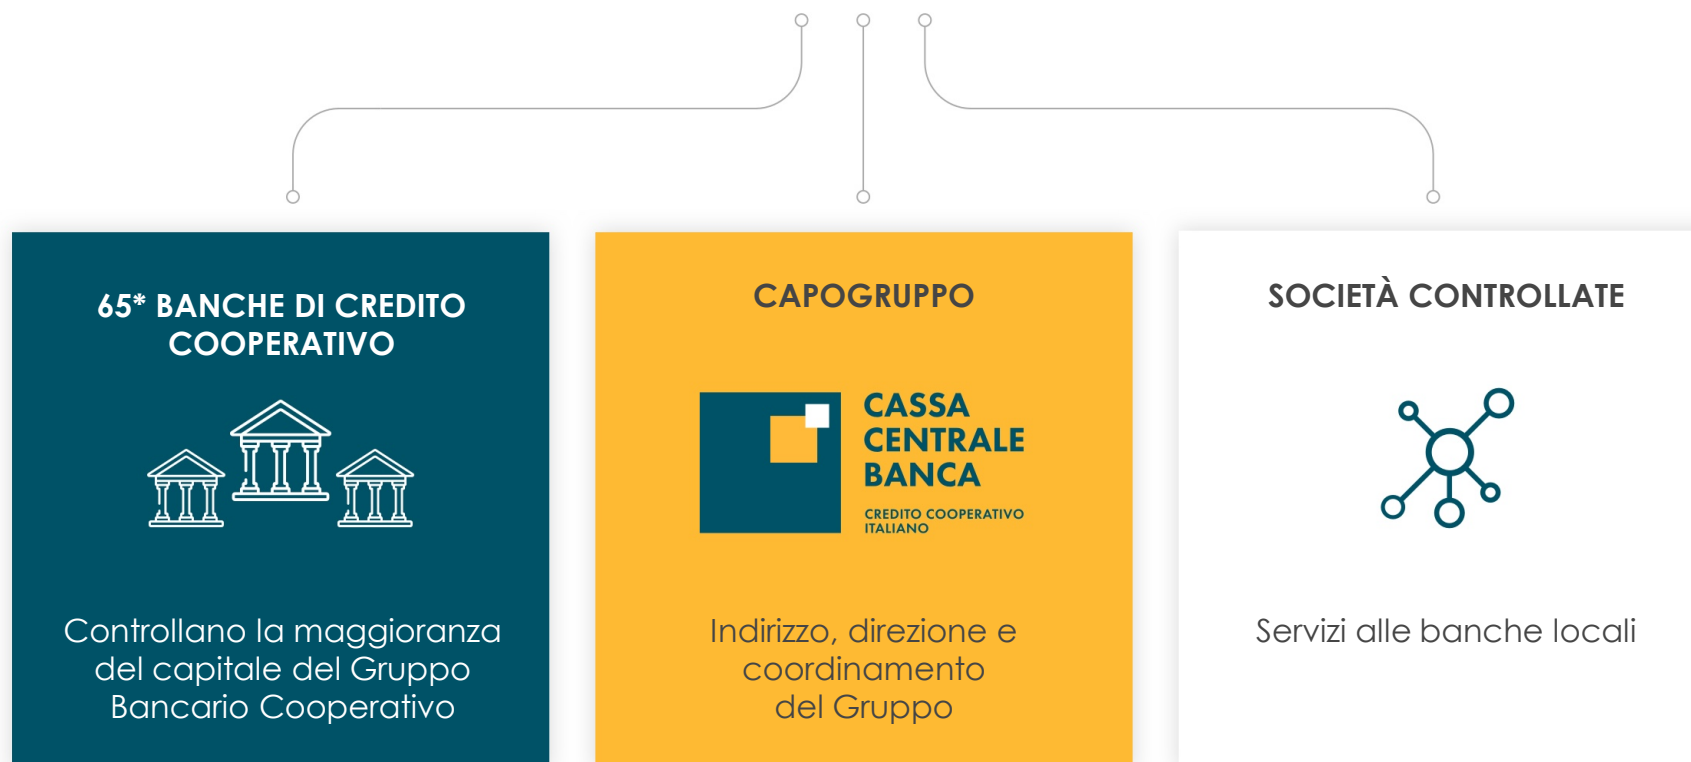 65* BANCHE DI CREDITO
COOPERATIVO
Controllano la maggioranza
del capitale del Gruppo
Bancario Cooperativo
CAPOGRUPPO
CASSA
CENTRALE
BANCA
CREDITO COOPERATIVO
ITALIANO
Indirizzo, direzione e
coordinamento
del Gruppo
SOCIETÀ CONTROLLATE
Servizi alle banche locali